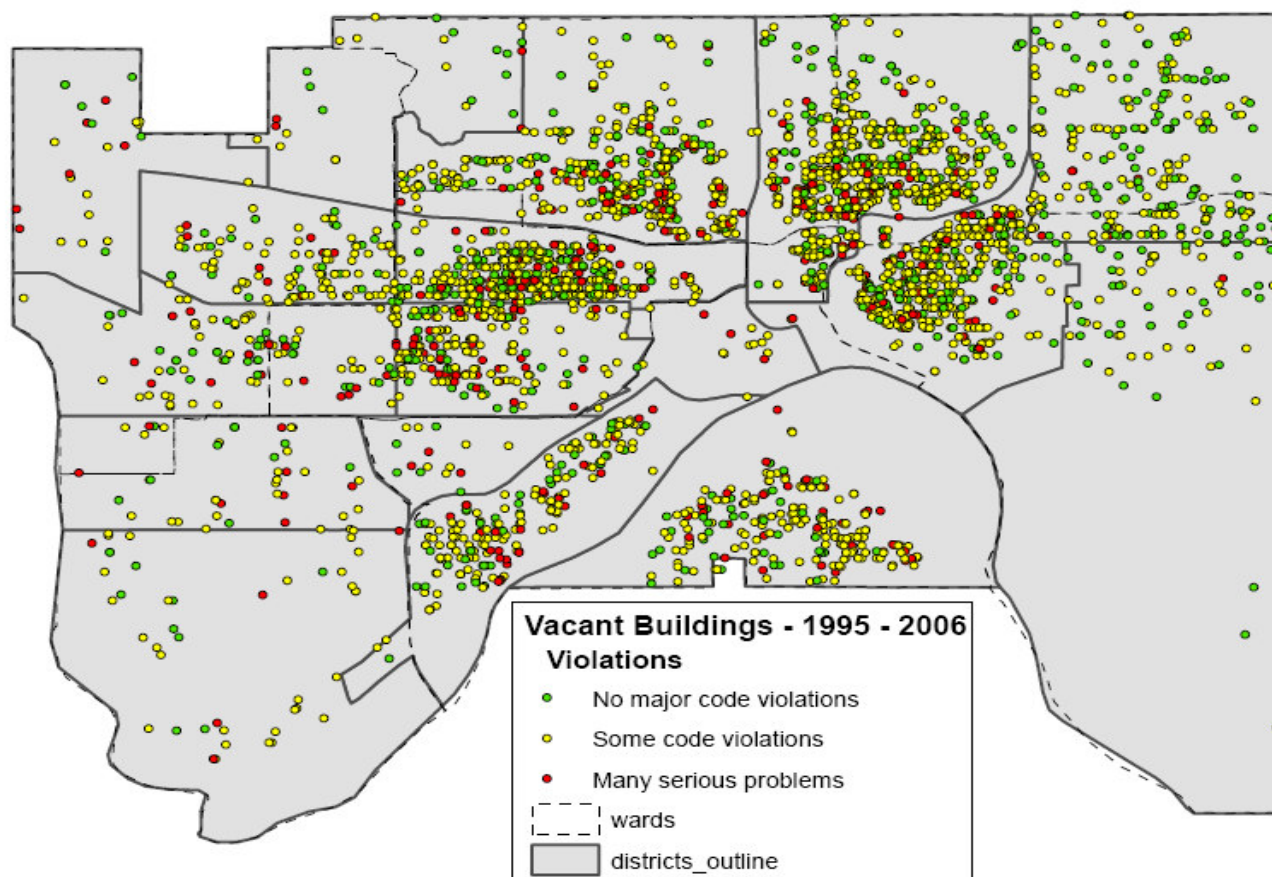 Vacant Buildings - 1995 - 2006
Violations
No major code violations
Some code violations
Many serious problems
wards
districts_outline